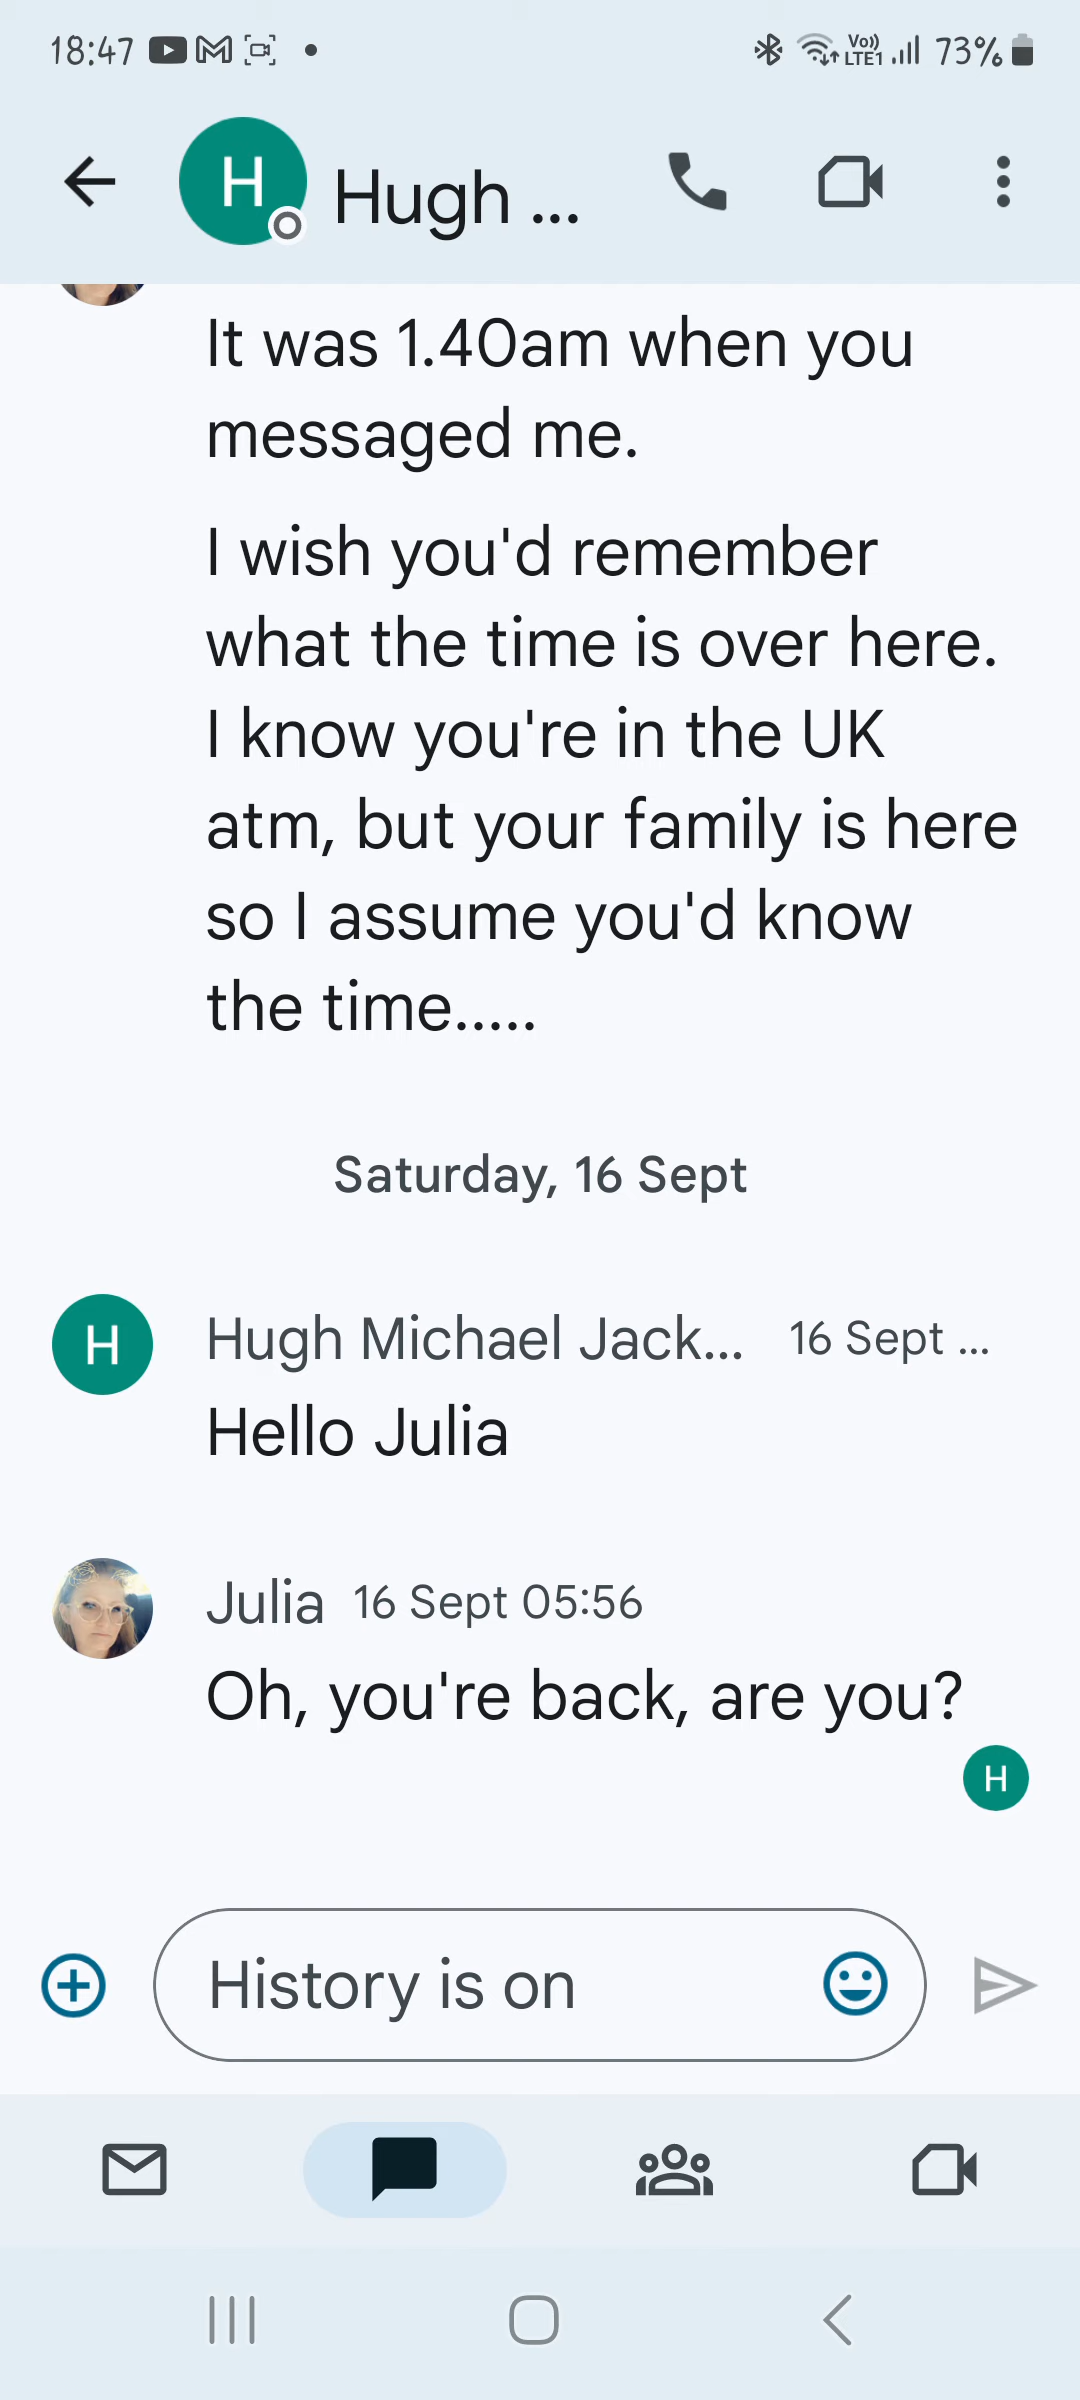 18:47
Vo))
LTE1
73%
H
Hugh ...
It was 1.40am when you
messaged me.
I wish you'd remember
what the time is over here.
I know you're in the UK
atm, but your family is here
so I assume you'd know
the time.....
Saturday, 16 Sept
H
Hugh Michael Jack... 16 Sept ...
Hello Julia
Julia 16 Sept 05:56
Oh, you're back, are you?
H
History is on